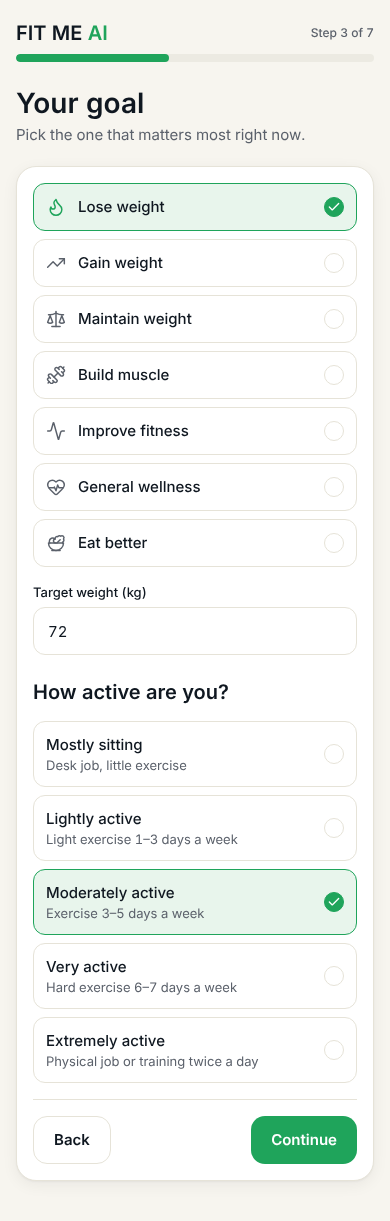 FIT ME AI
Step 3 of 7
Your goal
Pick the one that matters most right now.
Lose weight
Gain weight
Maintain weight
Build muscle
Improve fitness
General wellness
Eat better
Target weight (kg)
72
How active are you?
Mostly sitting
Desk job, little exercise
Lightly active
Light exercise 1–3 days a week
Moderately active
Exercise 3–5 days a week
Very active
Hard exercise 6–7 days a week
Extremely active
Physical job or training twice a day
Back
Continue